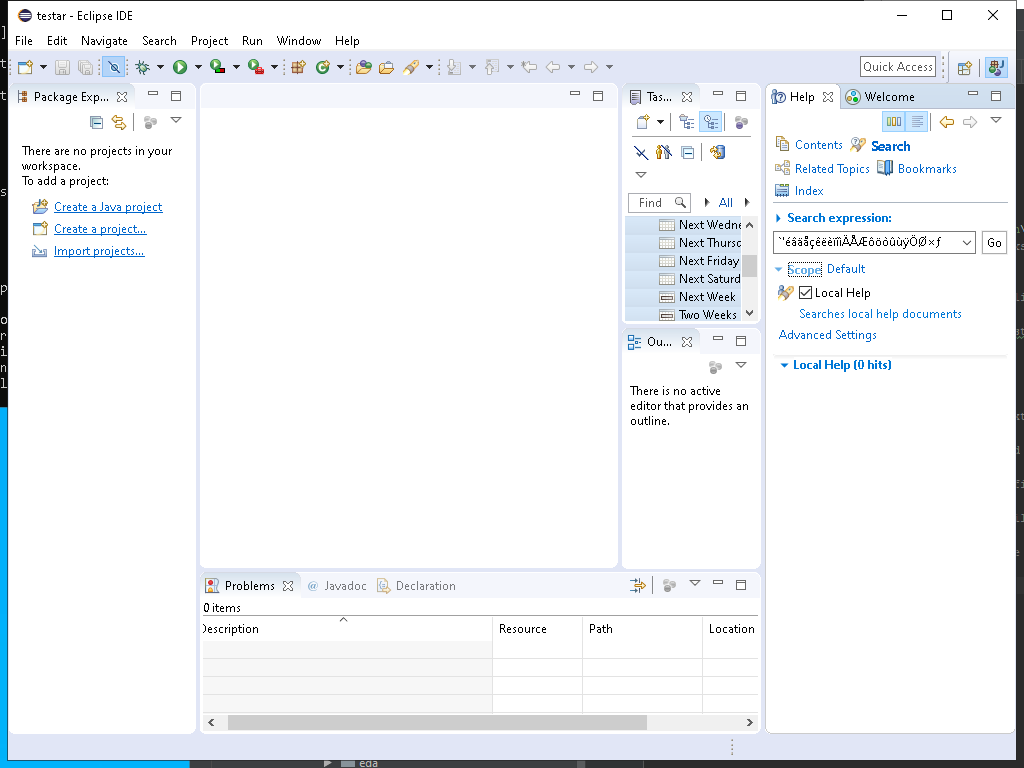 testar - Eclipse IDE
File Edit Navigate Search Project Run Window Help
Quick Access
Package Exp...
There are no projects in your
workspace.
To add a project:
Create a Java project
Create a project...
Import projects...
Tas...
Find
All
Next Wedne
Next Thursd
Next Friday
Next Saturd
Next Week
Two Weeks
Ou...
There is no active
editor that provides an
outline.
Help Welcome
Contents Search
Related Topics Bookmarks
Index
Search expression:
Go
Scope Default
Local Help
Searches local help documents
Advanced Settings
Local Help (0 hits)
Problems @ Javadoc Declaration
0 items
Description Resource Path Location
eda